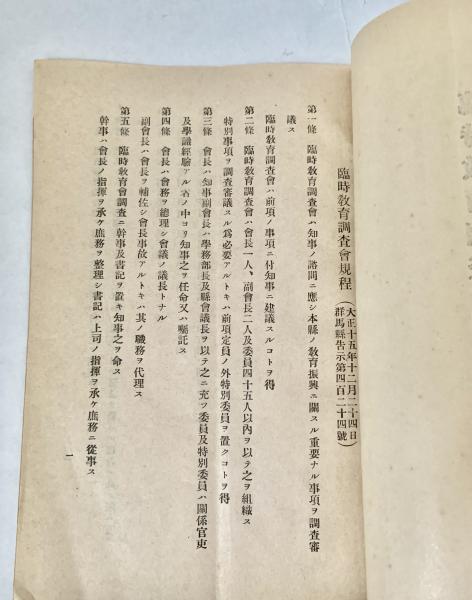 臨時敎育調査會規程
(大正十五年十二月二十四日
群馬縣吿示第四百二十四號)
第一條　臨時敎育調査會ハ知事ノ諮問ニ應シ本縣ノ敎育振興ニ關スル重要ナル事項ヲ調査審
議ス
臨時敎育調査會ハ前項ノ事項ニ付知事ニ建議スルコトヲ得
第二條　臨時敎育調査會ハ會長一人、副會長二人及委員四十五人以內ヲ以テ之ヲ組織ス
特別事項ヲ調査審議スル爲必要アルトキハ前項定員ノ外特別委員ヲ置クコトヲ得
第三條　會長ハ知事副會長ハ學務部長及縣會議長ヲ以テ之ニ充ツ委員及特別委員ハ關係官吏
及學識經驗アル者ノ中ヨリ知事之ヲ任命又ハ囑託ス
第四條　會長ハ會務ヲ總理シ會議ノ議長トナル
副會長ハ會長ヲ輔佐シ會長事故アルトキハ其ノ職務ヲ代理ス
第五條　臨時敎育會調査ニ幹事及書記ヲ置キ知事之ヲ命ス
幹事ハ會長ノ指揮ヲ承ケ庶務ヲ整理シ書記ハ上司ノ指揮ヲ承ケ庶務ニ從事ス
一